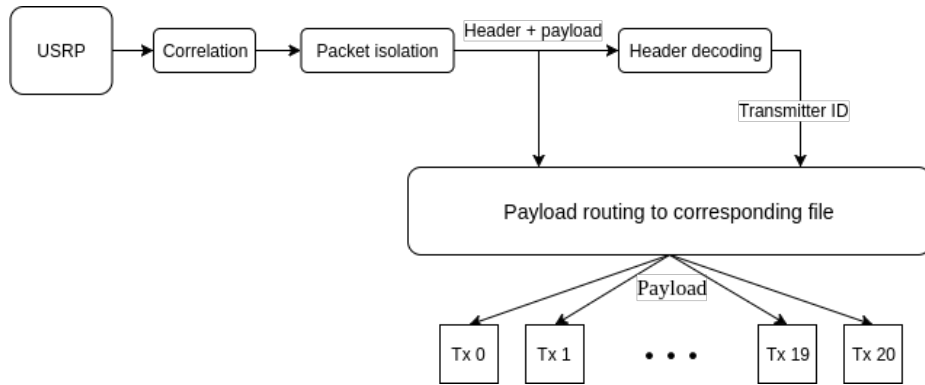 USRP
Correlation
Packet isolation
Header + payload
Header decoding
Transmitter ID
Payload routing to corresponding file
Payload
Tx 0
Tx 1
• • •
Tx 19
Tx 20